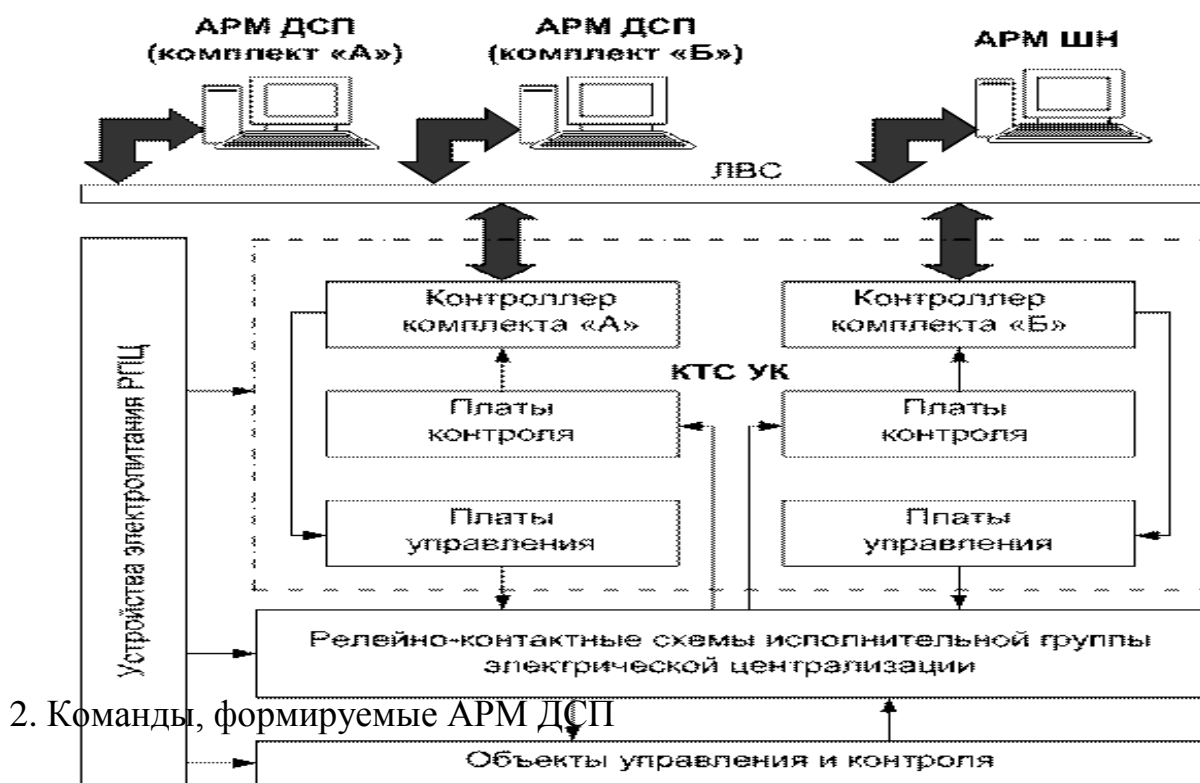 АРМ ДСП
(комплект «А»)
АРМ ДСП
(комплект «Б»)
АРМ ШН
ЛВС
Контроллер
комплекта «А»
Контроллер
комплекта «Б»
КТС УК
Платы
контроля
Платы
контроля
Платы
управления
Платы
управления
Устройства электропитания РПЦ
Релейно-контактные схемы исполнительной группы
электрической централизации
2. Команды, формируемые АРМ ДСП
Объекты управления и контроля